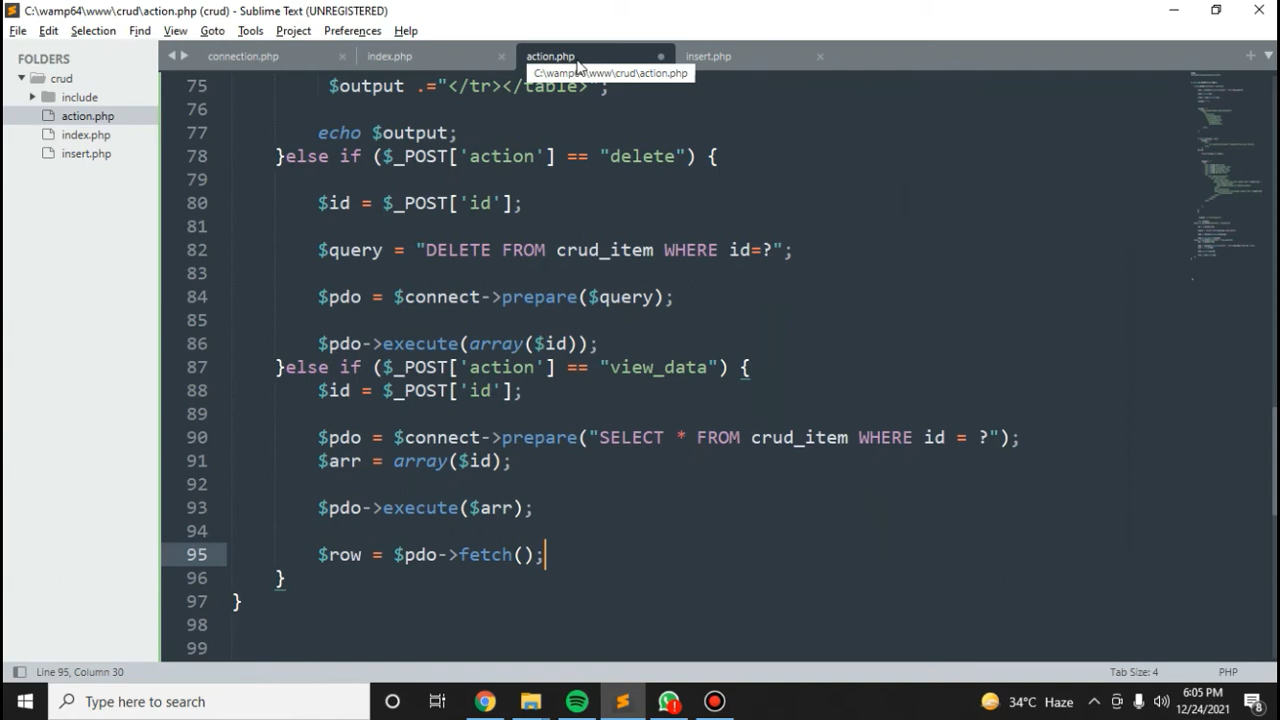 C:\wamp64\www\crud\action.php (crud) - Sublime Text (UNREGISTERED)
File Edit Selection Find View Goto Tools Project Preferences Help
FOLDERS
crud
include
action.php
index.php
insert.php
connection.php index.php action.php insert.php
C:\wamp64\www\crud\action.php
75 $output .="</tr></table>";
76
77 echo $output;
78 }else if ($_POST['action'] == "delete") {
79
80 $id = $_POST['id'];
81
82 $query = "DELETE FROM crud_item WHERE id=?";
83
84 $pdo = $connect->prepare($query);
85
86 $pdo->execute(array($id));
87 }else if ($_POST['action'] == "view_data") {
88 $id = $_POST['id'];
89
90 $pdo = $connect->prepare("SELECT * FROM crud_item WHERE id = ?");
91 $arr = array($id);
92
93 $pdo->execute($arr);
94
95 $row = $pdo->fetch();
96 }
97 }
98
99
Line 95, Column 30
Tab Size: 4 PHP
Type here to search
34°C Haze
6:05 PM
12/24/2021
8